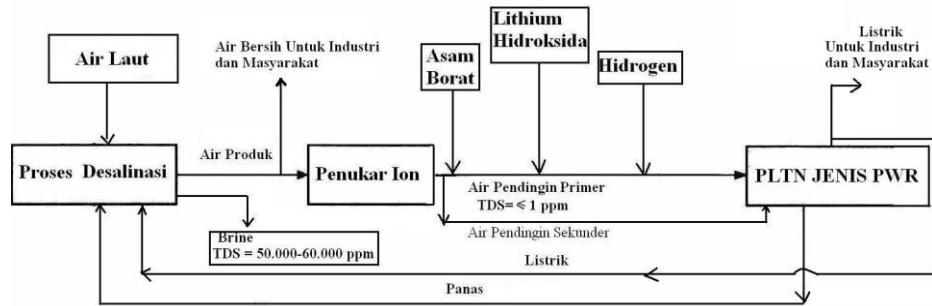 Air Laut
Air Bersih Untuk Industri
dan Masyarakat
Asam
Borat
Lithium
Hidroksida
Hidrogen
Listrik
Untuk Industri
dan Masyarakat
Proses Desalinasi
Air Produk
Penukar Ion
Air Pendingin Primer
TDS= ≤ 1 ppm
PLTN JENIS PWR
Air Pendingin Sekunder
Brine
TDS = 50.000-60.000 ppm
Listrik
Panas